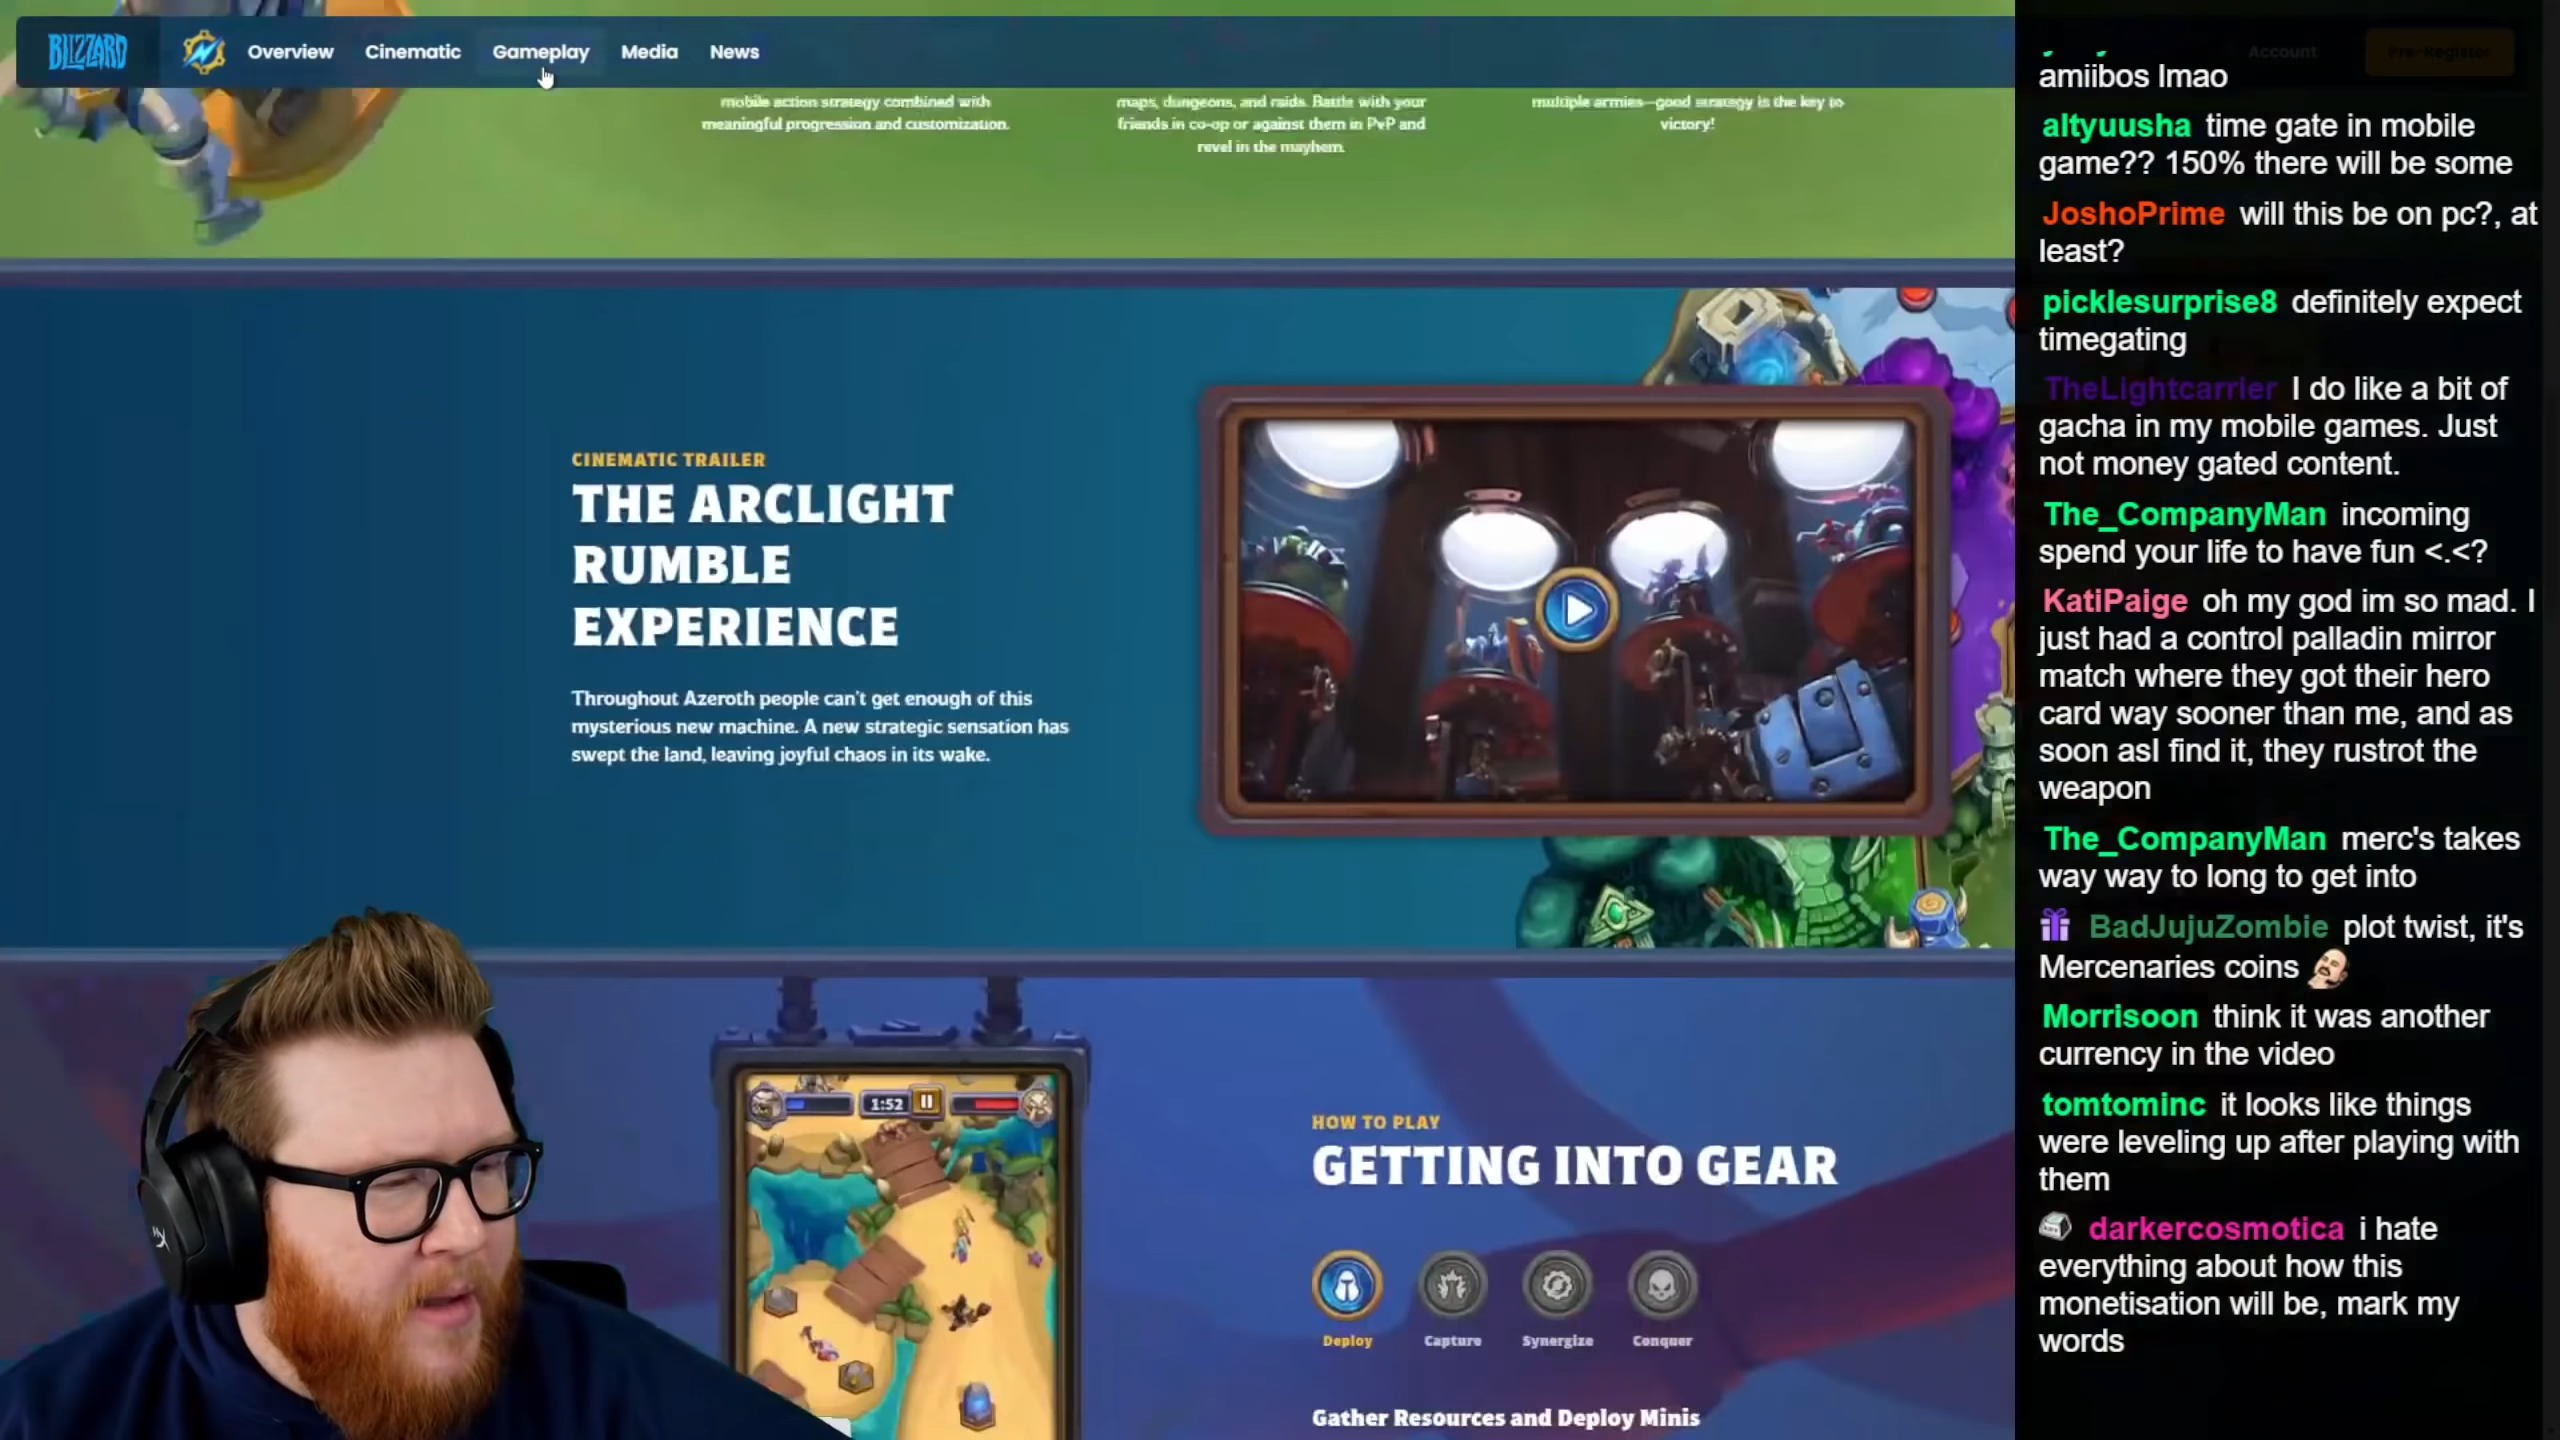 BLIZZARD
Overview
Cinematic
Gameplay
Media
News
Account
Pre-Register
mobile action strategy combined with
meaningful progression and customization.
maps, dungeons, and raids. Battle with your
friends in co-op or against them in PvP and
revel in the mayhem.
multiple armies—good strategy is the key to
victory!
CINEMATIC TRAILER
THE ARCLIGHT
RUMBLE
EXPERIENCE
Throughout Azeroth people can't get enough of this
mysterious new machine. A new strategic sensation has
swept the land, leaving joyful chaos in its wake.
1:52
HOW TO PLAY
GETTING INTO GEAR
Deploy
Capture
Synergize
Conquer
Gather Resources and Deploy Minis
amiibos lmao
altyuusha time gate in mobile
game?? 150% there will be some
JoshoPrime will this be on pc?, at
least?
picklesurprise8 definitely expect
timegating
TheLightcarrier I do like a bit of
gacha in my mobile games. Just
not money gated content.
The_CompanyMan incoming
spend your life to have fun <.<?
KatiPaige oh my god im so mad. I
just had a control palladin mirror
match where they got their hero
card way sooner than me, and as
soon asI find it, they rustrot the
weapon
The_CompanyMan merc's takes
way way to long to get into
BadJujuZombie plot twist, it's
Mercenaries coins
Morrisoon think it was another
currency in the video
tomtominc it looks like things
were leveling up after playing with
them
darkercosmotica i hate
everything about how this
monetisation will be, mark my
words